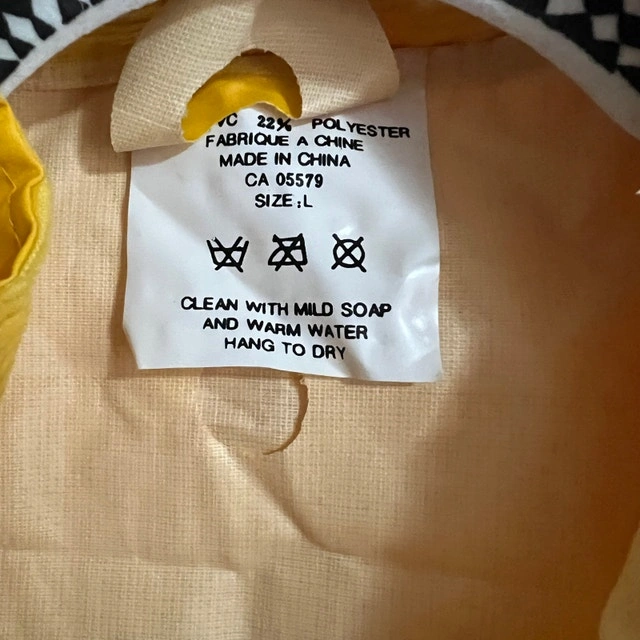 22% POLYESTER
FABRIQUE A CHINE
MADE IN CHINA
CA 05579
SIZE:L
CLEAN WITH MILD SOAP
AND WARM WATER
HANG TO DRY